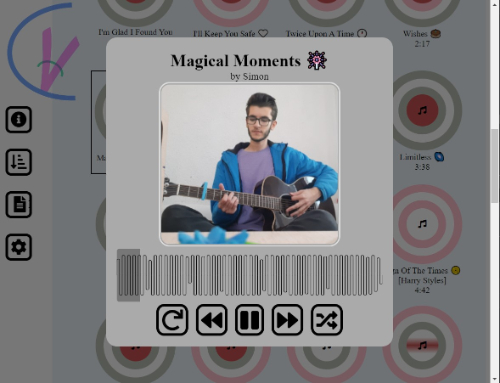 I'm Glad I Found You
I'll Keep You Safe
Twice Upon A Time
Wishes
2:17
Magical Moments
by Simon
Limitless
3:38
Of The Times
[Harry Styles]
4:42